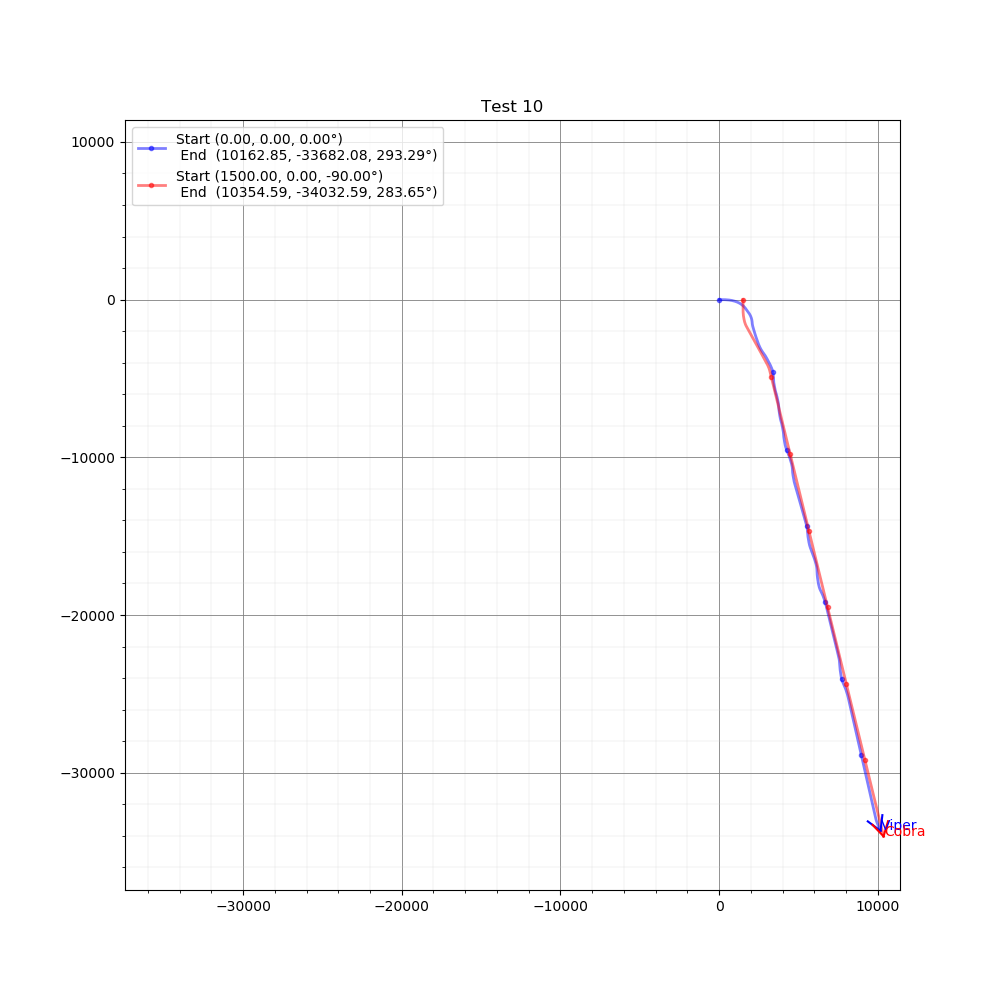 Test 10
Start (0.00, 0.00, 0.00°)
End  (10162.85, -33682.08, 293.29°)
Start (1500.00, 0.00, -90.00°)
End  (10354.59, -34032.59, 283.65°)
10000
0
−10000
−20000
−30000
Viper
Cobra
−30000
−20000
−10000
0
10000